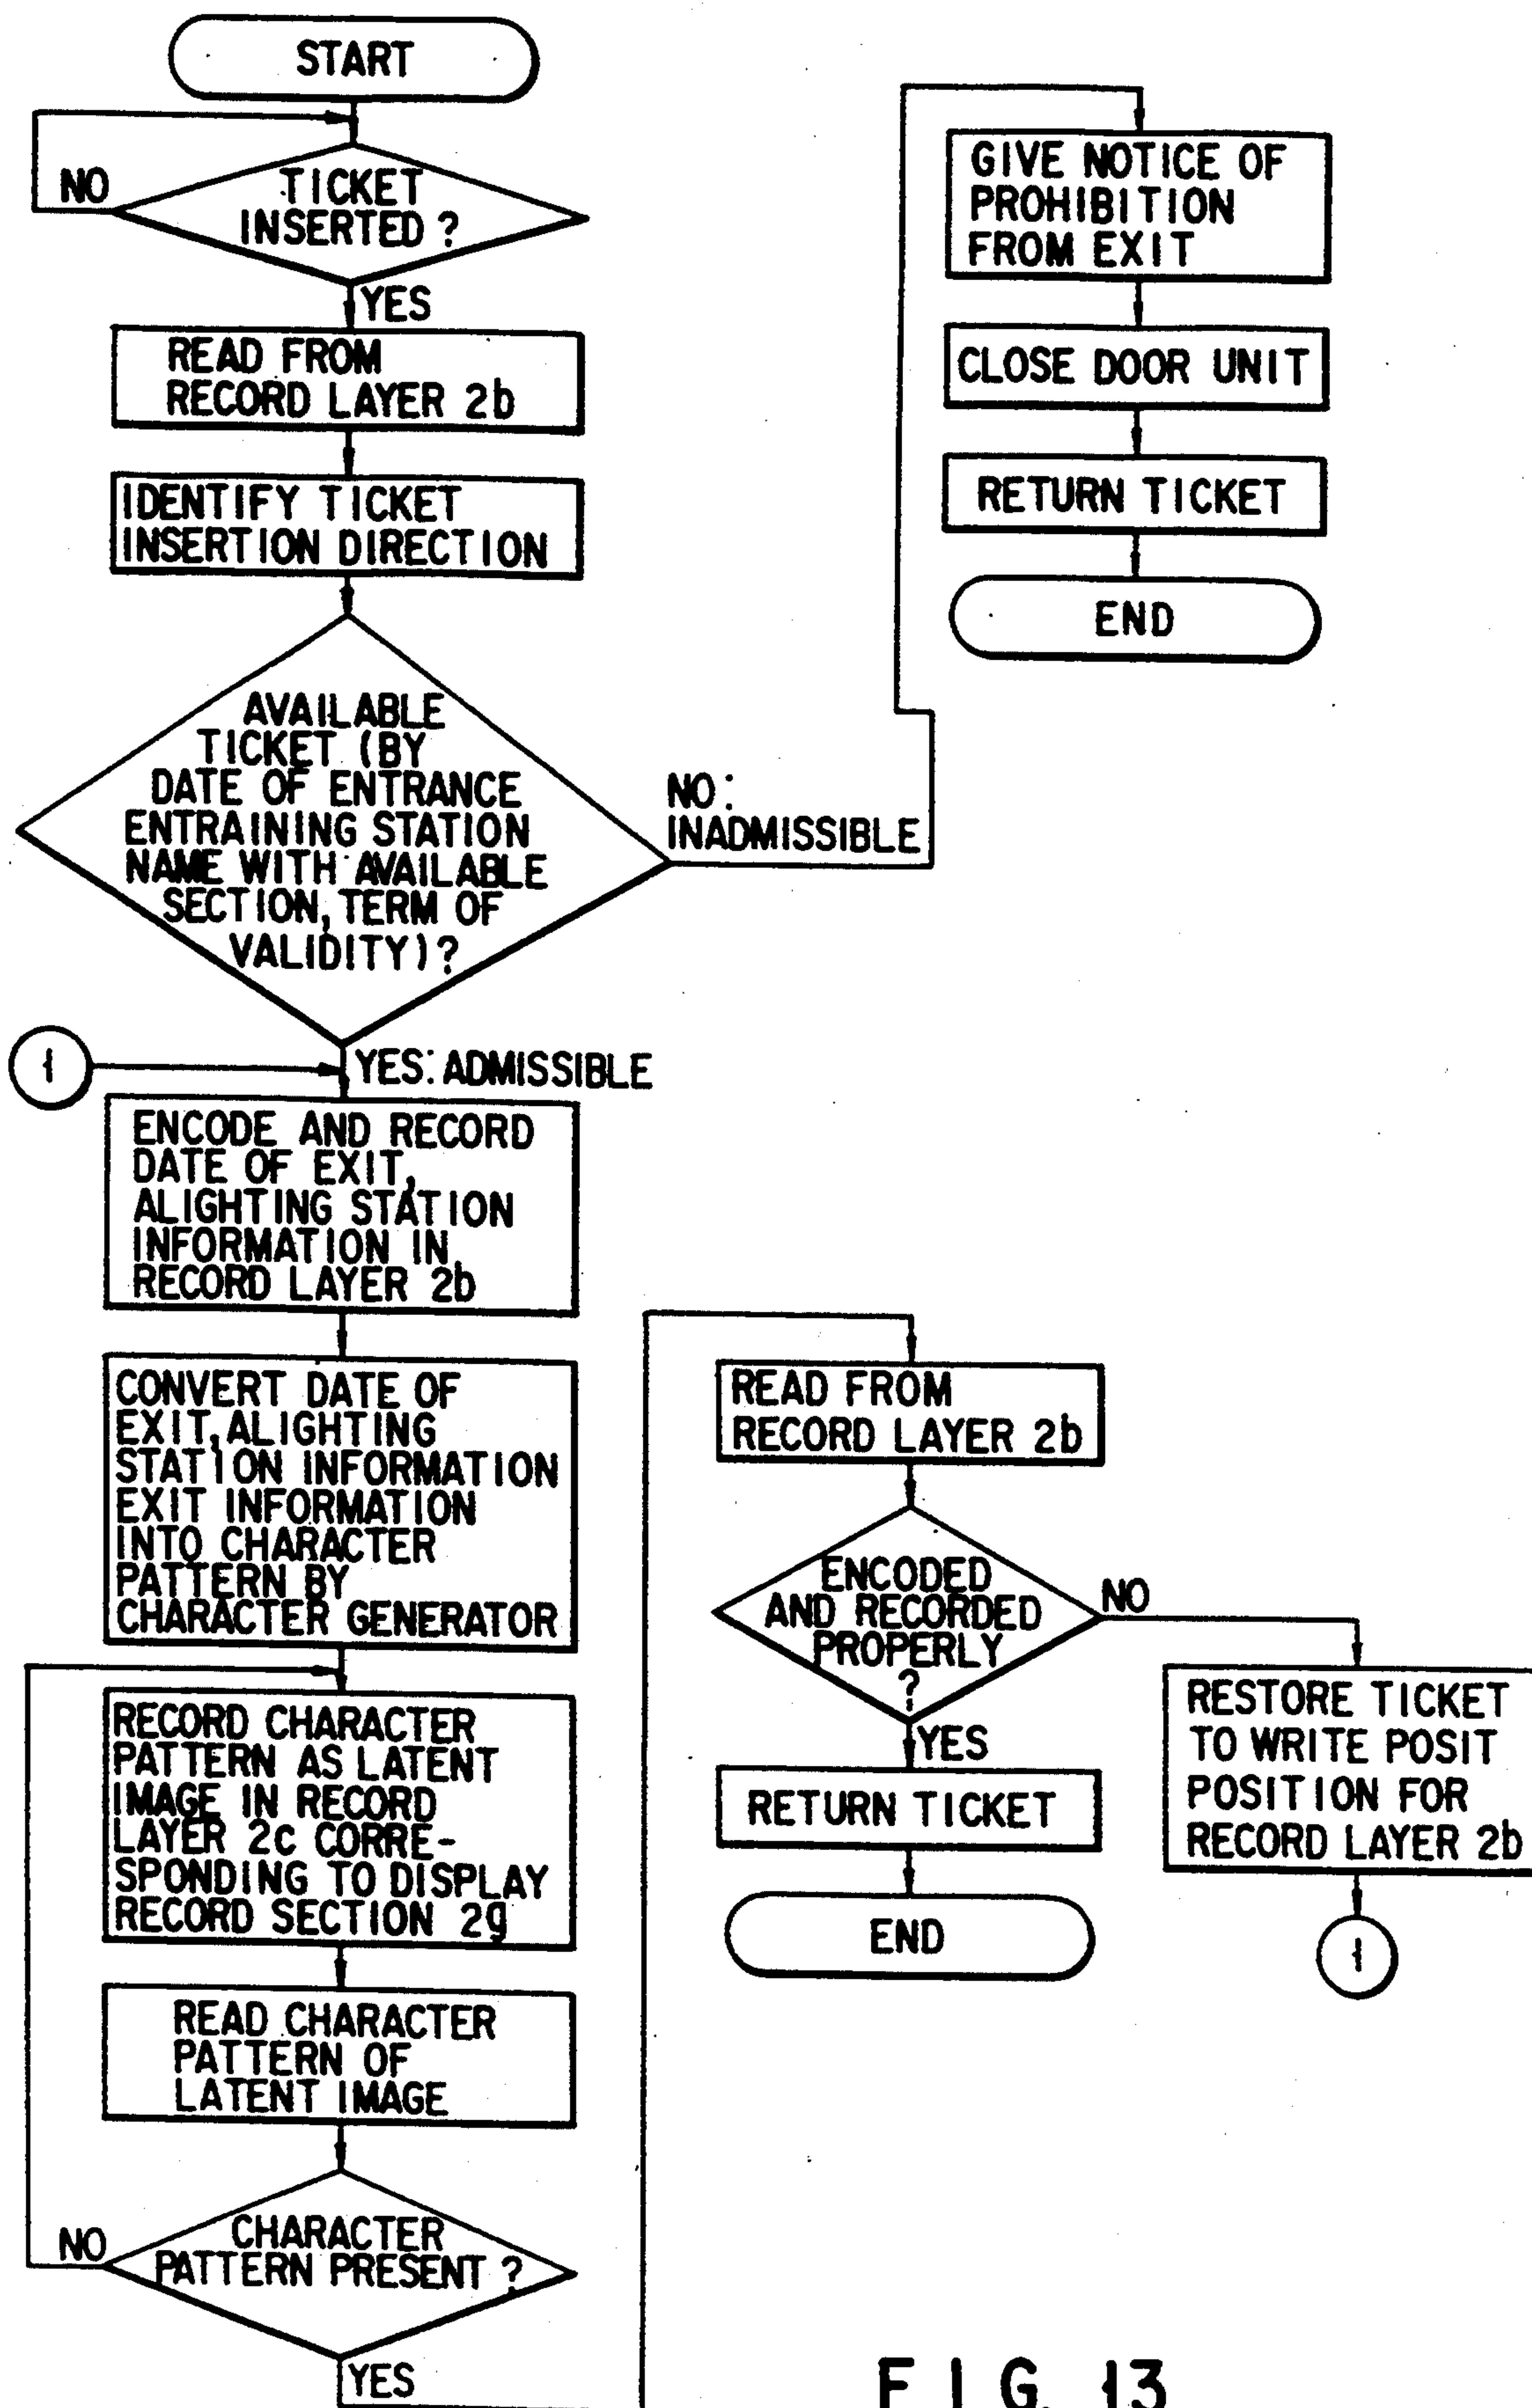 START
NO
TICKET
INSERTED ?
YES
READ FROM
RECORD LAYER 2b
IDENTIFY TICKET
INSERTION DIRECTION
AVAILABLE
TICKET (BY
DATE OF ENTRANCE
ENTRAINING STATION
NAME WITH AVAILABLE
SECTION, TERM OF
VALIDITY) ?
NO:
INADMISSIBLE
GIVE NOTICE OF
PROHIBITION
FROM EXIT
CLOSE DOOR UNIT
RETURN TICKET
END
1
YES: ADMISSIBLE
ENCODE AND RECORD
DATE OF EXIT,
ALIGHTING STATION
INFORMATION IN
RECORD LAYER 2b
CONVERT DATE OF
EXIT, ALIGHTING
STATION INFORMATION
EXIT INFORMATION
INTO CHARACTER
PATTERN BY
CHARACTER GENERATOR
RECORD CHARACTER
PATTERN AS LATENT
IMAGE IN RECORD
LAYER 2c CORRE-
SPONDING TO DISPLAY
RECORD SECTION 2g
READ CHARACTER
PATTERN OF
LATENT IMAGE
NO
CHARACTER
PATTERN PRESENT ?
YES
READ FROM
RECORD LAYER 2b
ENCODED
AND RECORDED
PROPERLY
?
NO
YES
RETURN TICKET
END
RESTORE TICKET
TO WRITE POSIT
POSITION FOR
RECORD LAYER 2b
1
FIG. 13